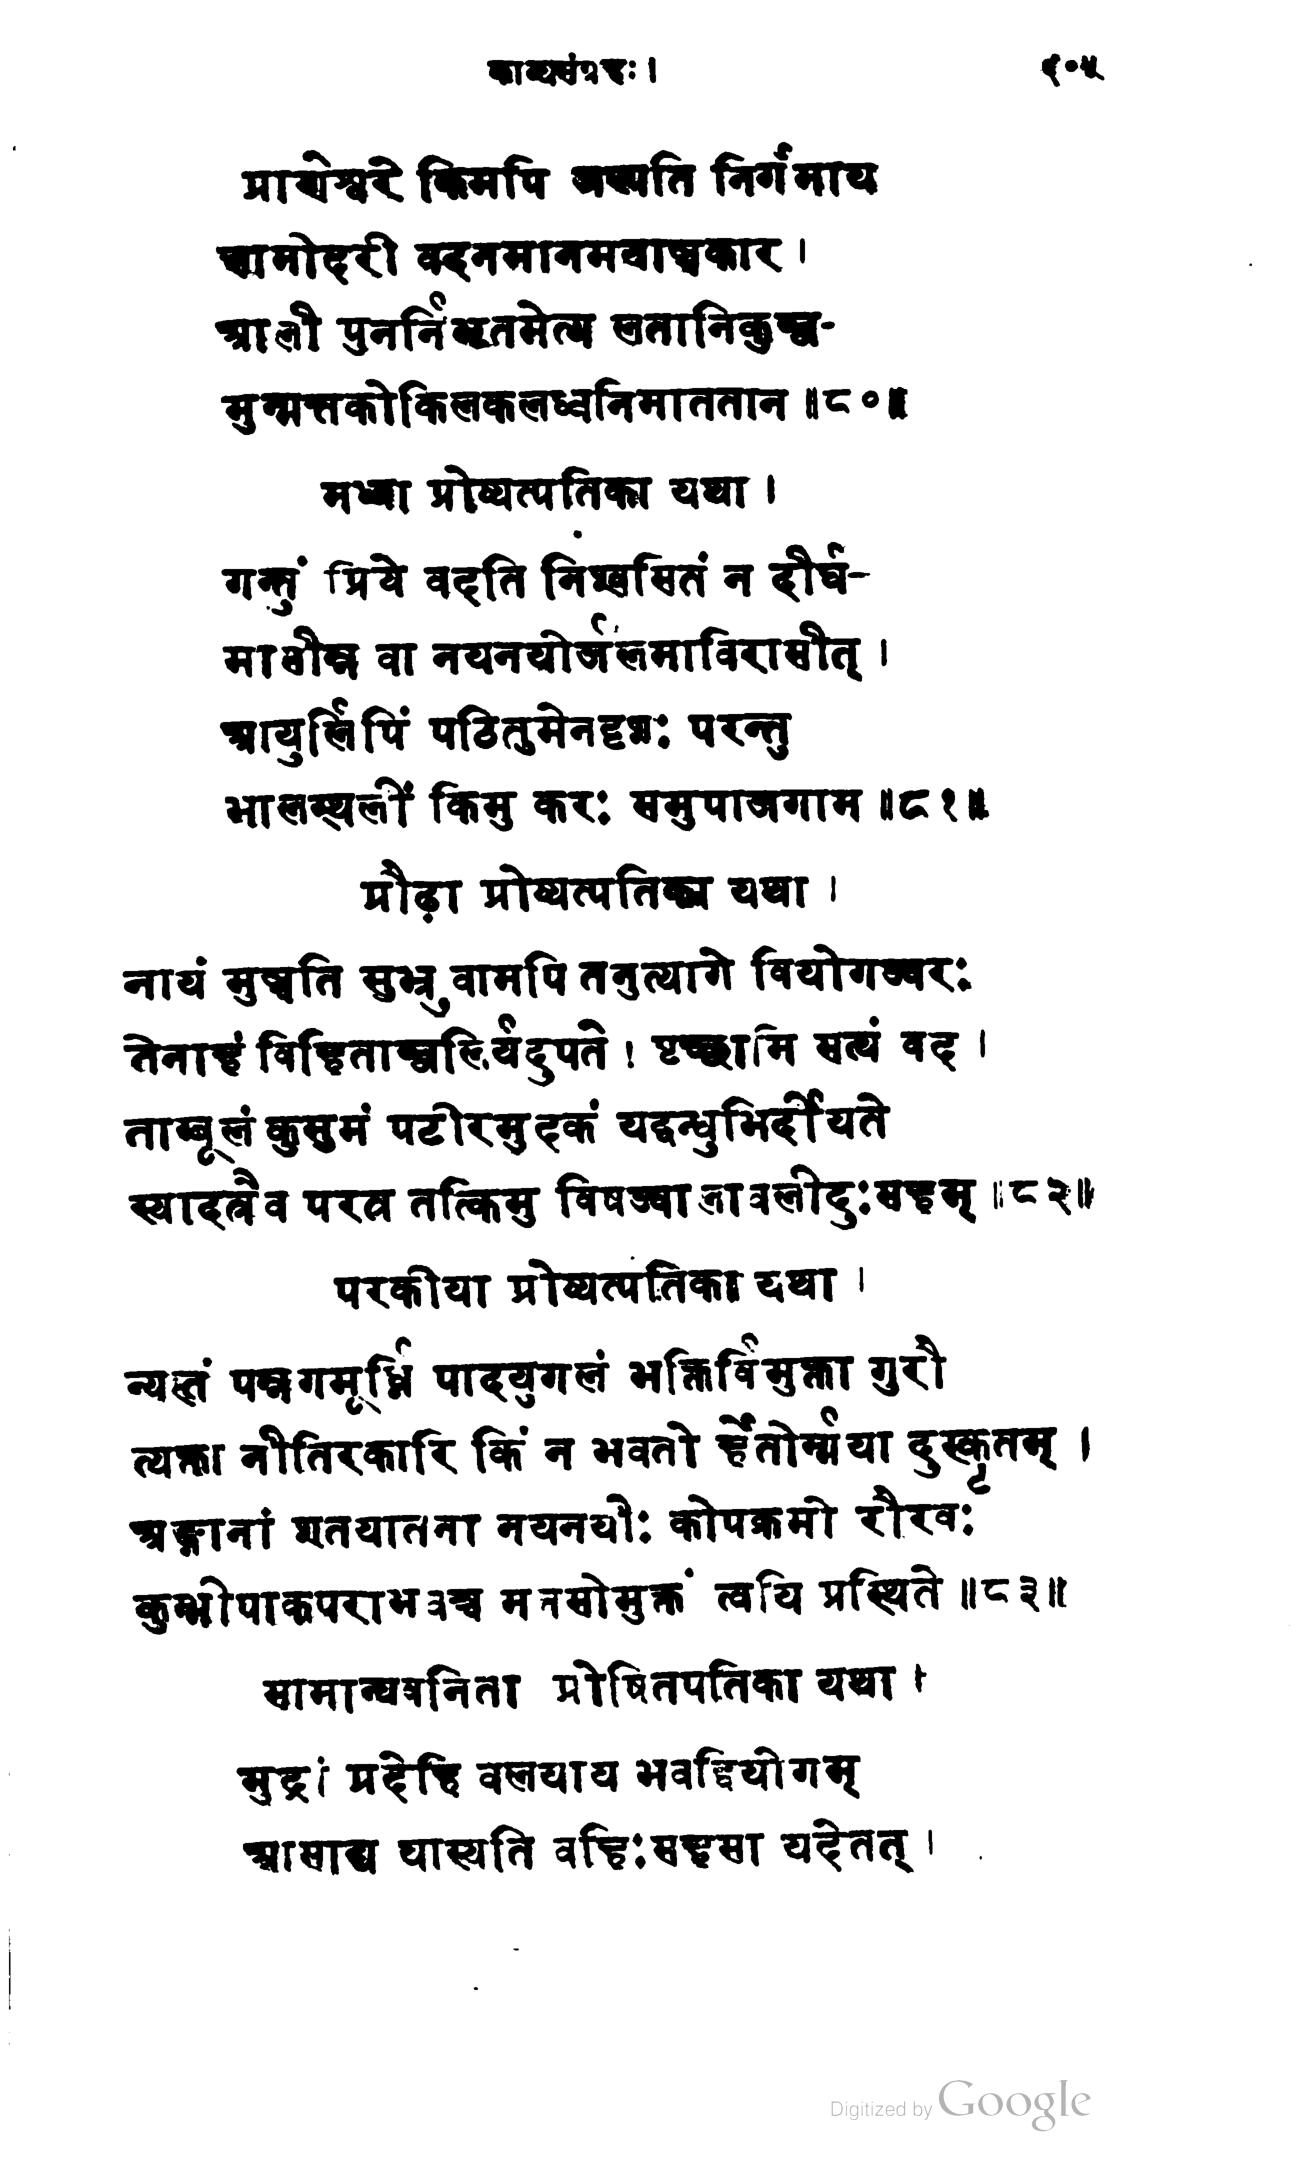 काव्यसंग्रहः । १०५
प्राणेश्वरे किमपि जल्पति निर्गमाय
क्षामोदरी वदनमानमयाञ्चकार ।
आली पुनर्निभृतमेत्य लतानिकुञ्ज-
मुन्मत्तकोकिलकलध्वनिमाततान ॥८०॥
मध्या प्रोष्यत्पतिका यथा ।
गन्तुं प्रिये वदति निश्वसितं न दीर्घ-
मासीन्न वा नयनयोर्जलमाविरासीत् ।
आयुर्लिपिं पठितुमेनदृशः परन्तु
भालस्थलीं किमु करः समुपाजगाम ॥८१॥
प्रौढ़ा प्रोष्यत्पतिका यथा ।
नायं मुञ्चति सुभ्रुवामपि तनुत्यागे वियोगज्वरः
तेनाहं विहिताञ्जलिर्यदुपते ! पृच्छामि सत्यं वद ।
ताम्बूलं कुसुमं पटीरमुदकं यद्बन्धुभिर्दीयते
स्यादत्रैव परत्र तत्किमु विषज्वालावलीदुःसहम् ॥८२॥
परकीया प्रोष्यत्पतिका यथा ।
न्यस्तं पन्नगमूर्ध्नि पादयुगलं भक्तिर्विमुक्ता गुरौ
त्यक्ता नीतिरकारि किं न भवतो र्हेतोर्म्मया दुस्कृतम् ।
अङ्गानां शतयातना नयनयोः कोपक्रमो रौरवः
कुम्भीपाकपराभवश्च मनसोमुक्तं त्वयि प्रस्थिते ॥८३॥
सामान्यवनिता प्रोषितपतिका यथा ।
मुद्रां प्रदेहि वलयाय भवद्वियोगम्
आसाद्य यास्यति वहिःसहसा यदेतत् ।
Digitized by Google